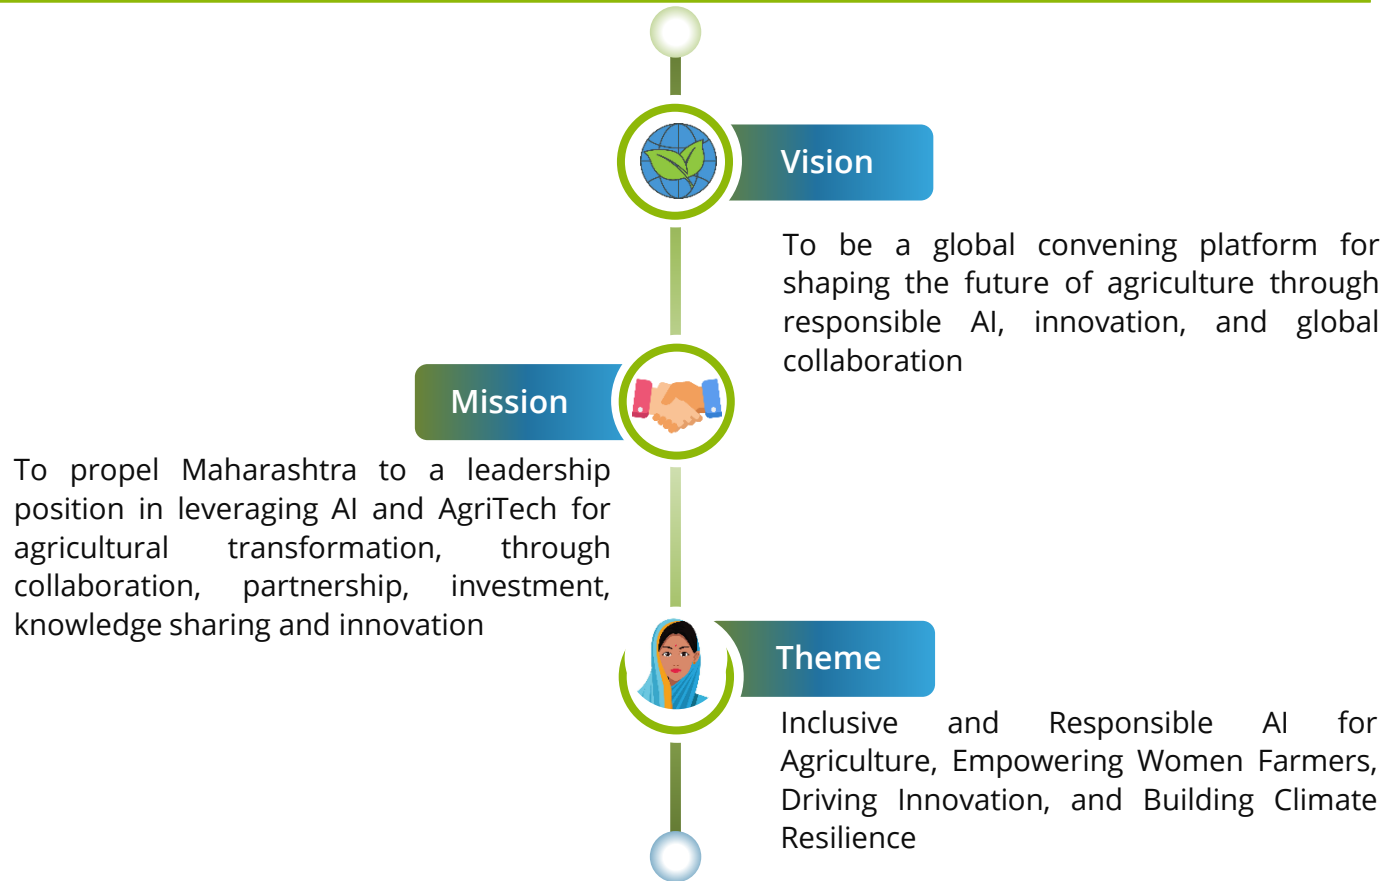 Vision
To be a global convening platform for
shaping the future of agriculture through
responsible AI, innovation, and global
collaboration
Mission
To propel Maharashtra to a leadership
position in leveraging AI and AgriTech for
agricultural transformation, through
collaboration, partnership, investment,
knowledge sharing and innovation
Theme
Inclusive and Responsible AI for
Agriculture, Empowering Women Farmers,
Driving Innovation, and Building Climate
Resilience